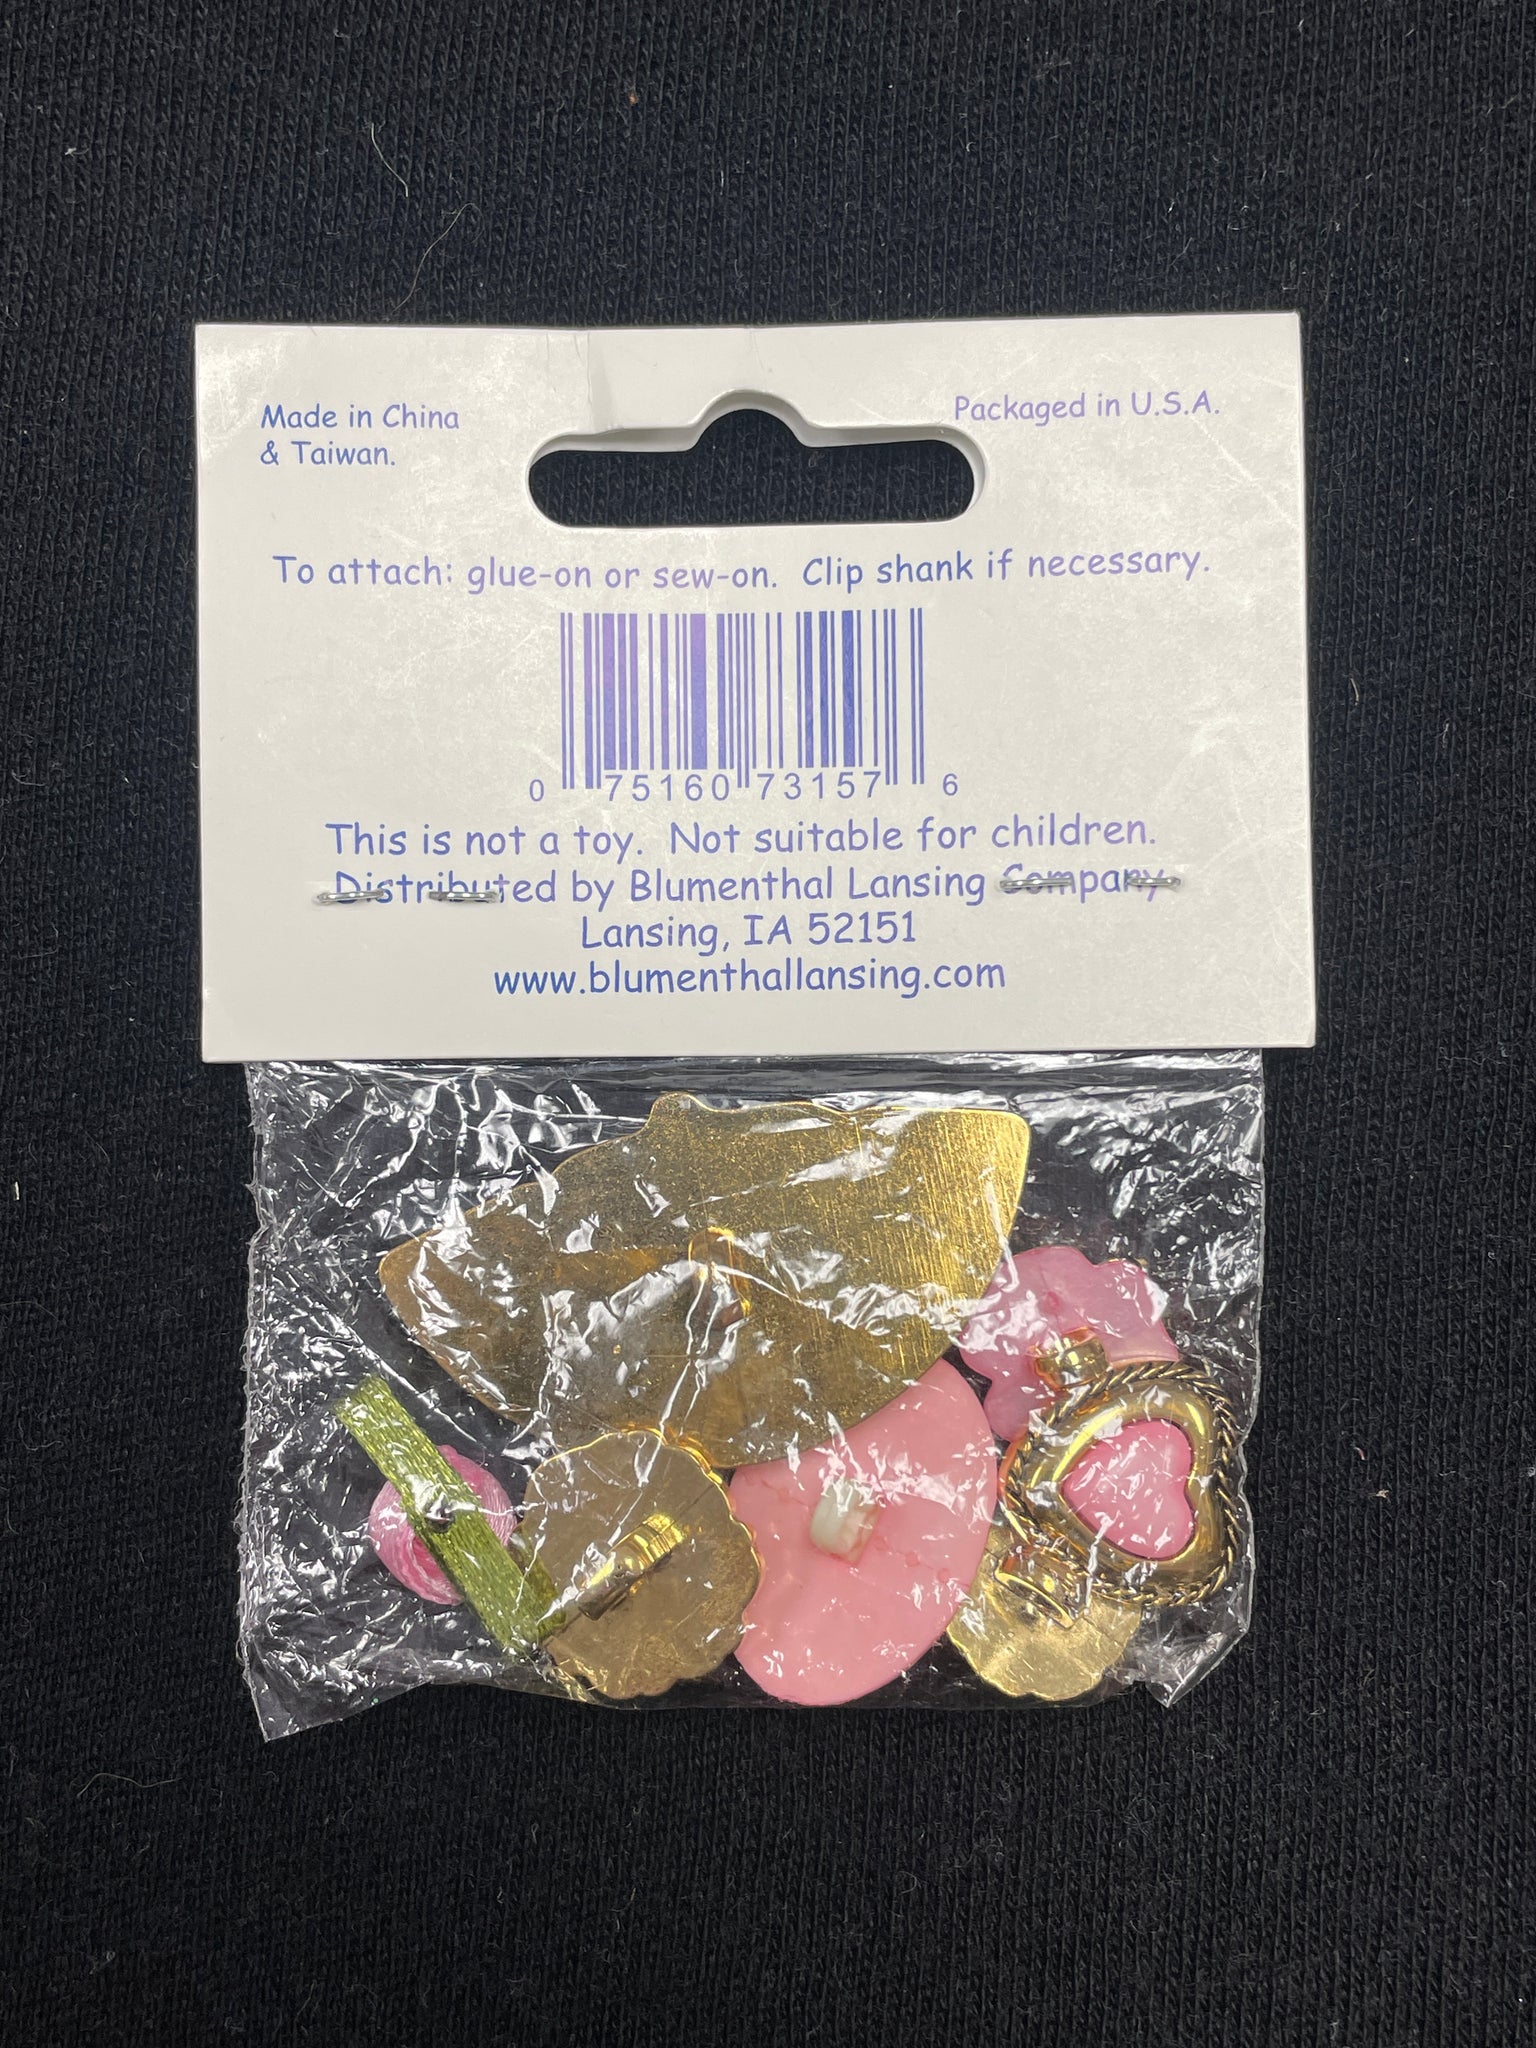 Made in China
& Taiwan.
Packaged in U.S.A.
To attach: glue-on or sew-on. Clip shank if necessary.
0 75160 73157 6
This is not a toy. Not suitable for children.
Distributed by Blumenthal Lansing Company
Lansing, IA 52151
www.blumenthallansing.com